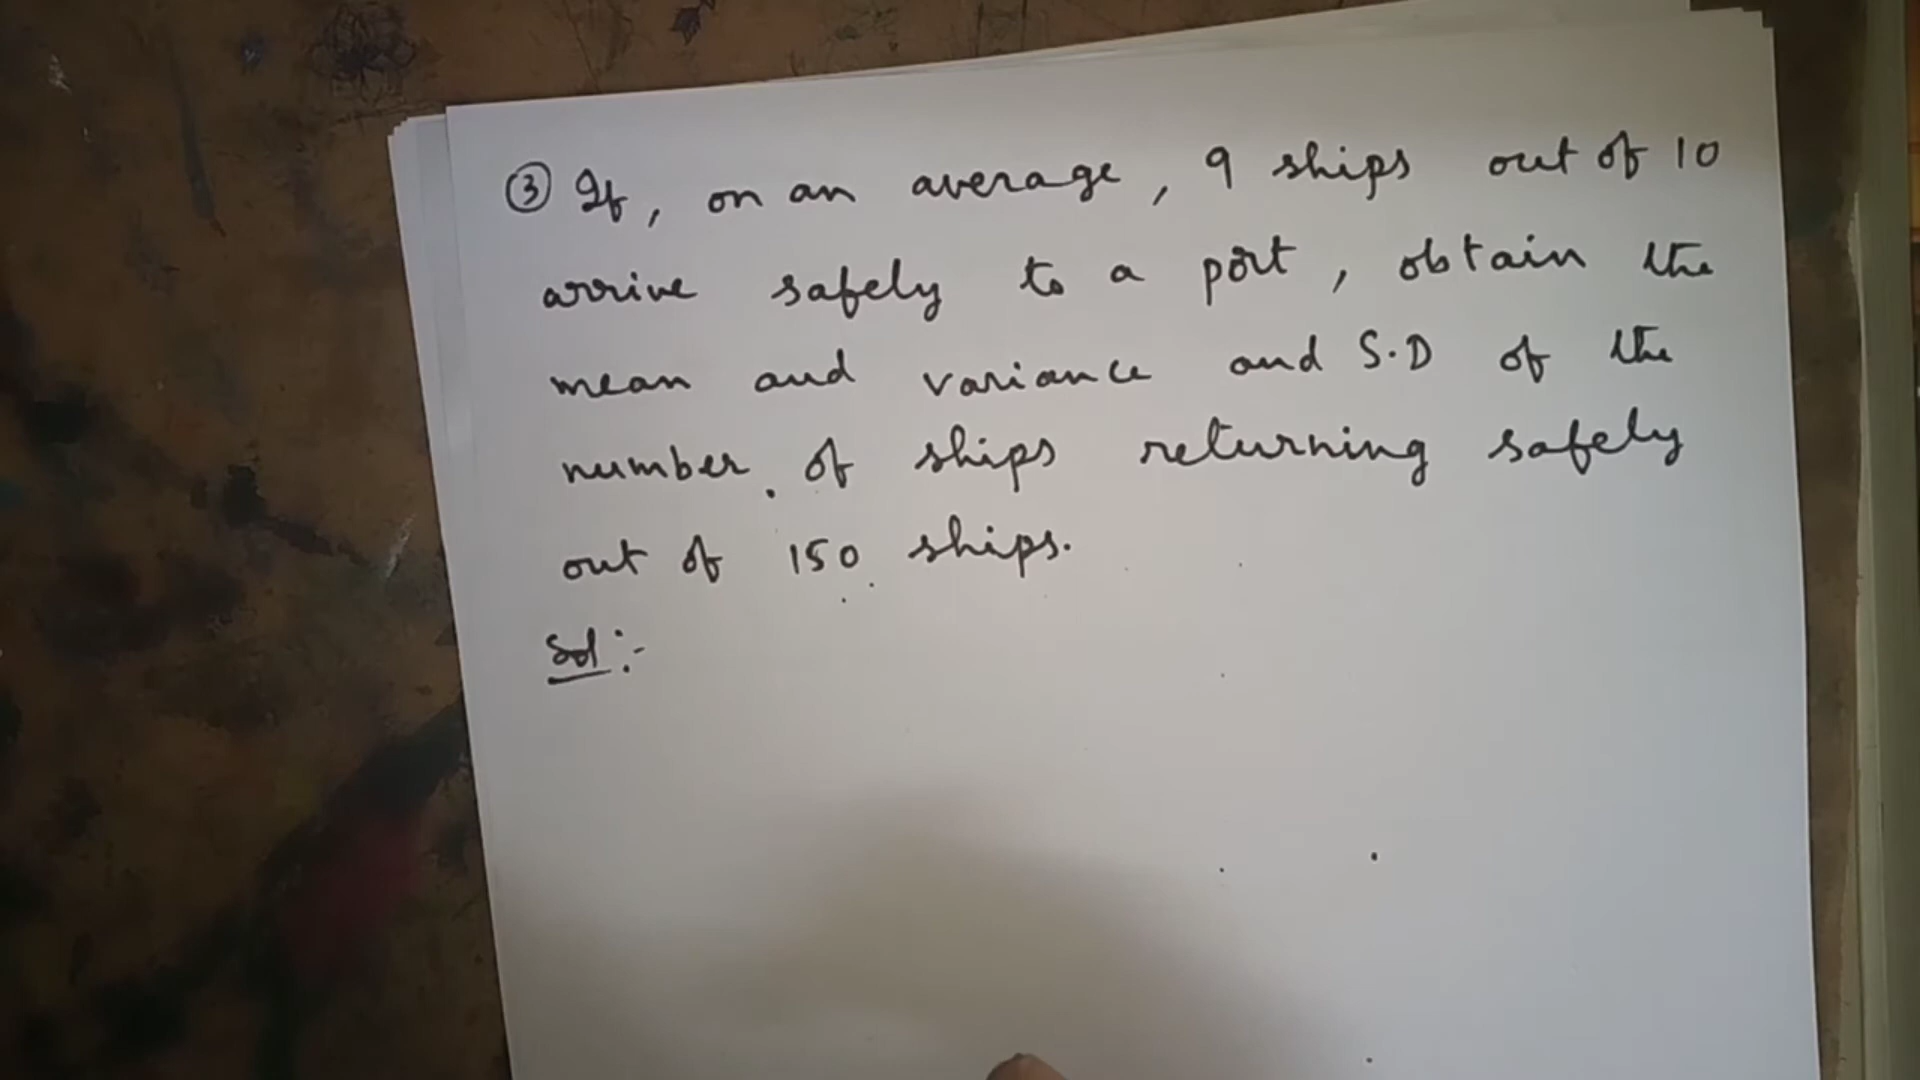 ③ If, on an average, 9 ships out of 10
arrive safely to a port, obtain the
mean and variance and S.D of the
number of ships returning safely
out of 150 ships.
Sol :-